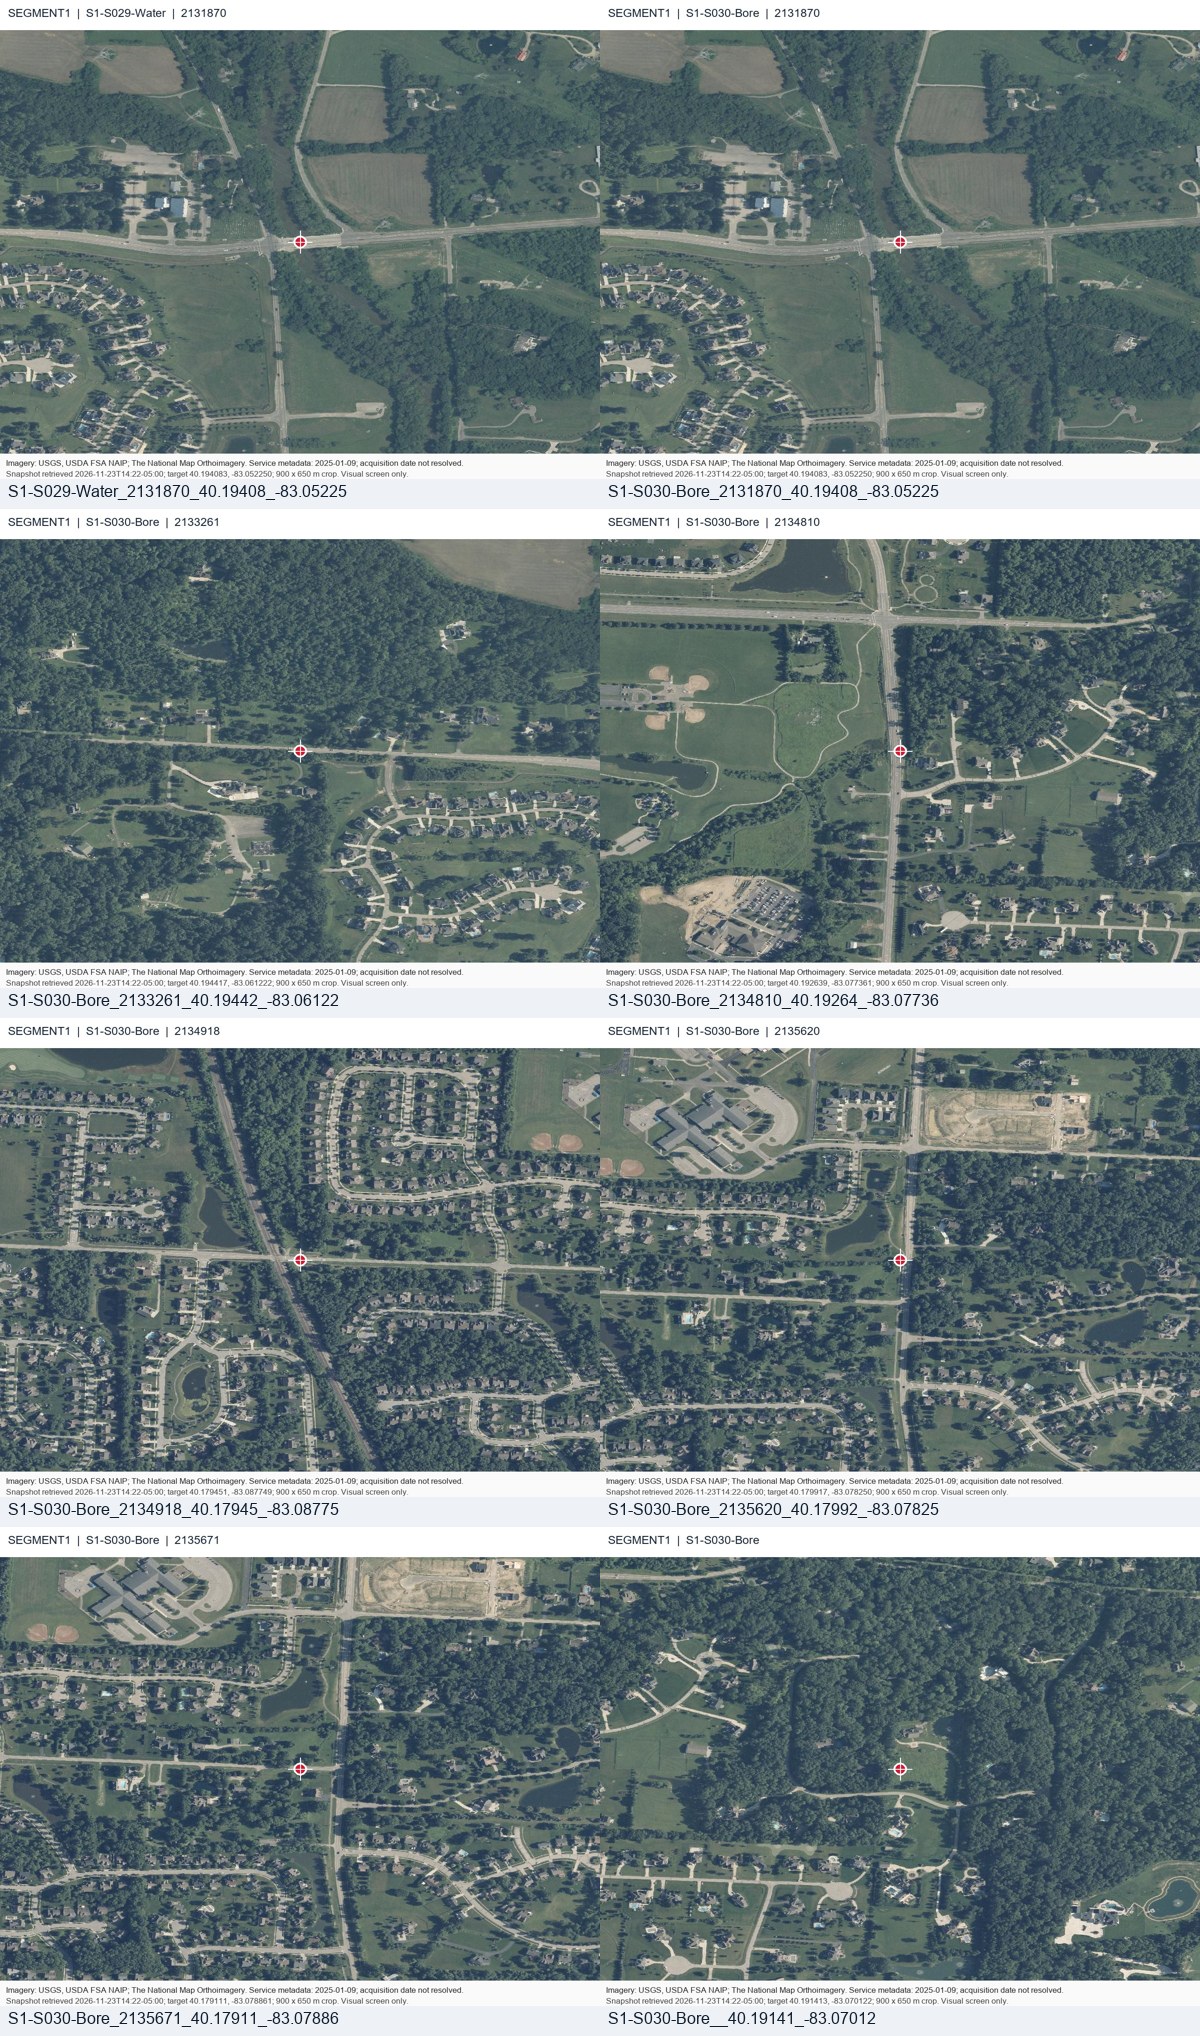 SEGMENT1 | S1-S029-Water | 2131870
SEGMENT1 | S1-S030-Bore | 2131870
Imagery: USGS, USDA FSA NAIP; The National Map Orthoimagery. Service metadata: 2025-01-09; acquisition date not resolved.
Snapshot retrieved 2026-11-23T14:22-05:00; target 40.194083, -83.052250; 900 x 650 m crop. Visual screen only.
Imagery: USGS, USDA FSA NAIP; The National Map Orthoimagery. Service metadata: 2025-01-09; acquisition date not resolved.
Snapshot retrieved 2026-11-23T14:22-05:00; target 40.194083, -83.052250; 900 x 650 m crop. Visual screen only.
S1-S029-Water_2131870_40.19408_-83.05225
S1-S030-Bore_2131870_40.19408_-83.05225
SEGMENT1 | S1-S030-Bore | 2133261
SEGMENT1 | S1-S030-Bore | 2134810
Imagery: USGS, USDA FSA NAIP; The National Map Orthoimagery. Service metadata: 2025-01-09; acquisition date not resolved.
Snapshot retrieved 2026-11-23T14:22-05:00; target 40.194417, -83.061222; 900 x 650 m crop. Visual screen only.
Imagery: USGS, USDA FSA NAIP; The National Map Orthoimagery. Service metadata: 2025-01-09; acquisition date not resolved.
Snapshot retrieved 2026-11-23T14:22-05:00; target 40.192639, -83.077361; 900 x 650 m crop. Visual screen only.
S1-S030-Bore_2133261_40.19442_-83.06122
S1-S030-Bore_2134810_40.19264_-83.07736
SEGMENT1 | S1-S030-Bore | 2134918
SEGMENT1 | S1-S030-Bore | 2135620
Imagery: USGS, USDA FSA NAIP; The National Map Orthoimagery. Service metadata: 2025-01-09; acquisition date not resolved.
Snapshot retrieved 2026-11-23T14:22-05:00; target 40.179451, -83.087749; 900 x 650 m crop. Visual screen only.
Imagery: USGS, USDA FSA NAIP; The National Map Orthoimagery. Service metadata: 2025-01-09; acquisition date not resolved.
Snapshot retrieved 2026-11-23T14:22-05:00; target 40.179917, -83.078250; 900 x 650 m crop. Visual screen only.
S1-S030-Bore_2134918_40.17945_-83.08775
S1-S030-Bore_2135620_40.17992_-83.07825
SEGMENT1 | S1-S030-Bore | 2135671
SEGMENT1 | S1-S030-Bore
Imagery: USGS, USDA FSA NAIP; The National Map Orthoimagery. Service metadata: 2025-01-09; acquisition date not resolved.
Snapshot retrieved 2026-11-23T14:22-05:00; target 40.179111, -83.078861; 900 x 650 m crop. Visual screen only.
Imagery: USGS, USDA FSA NAIP; The National Map Orthoimagery. Service metadata: 2025-01-09; acquisition date not resolved.
Snapshot retrieved 2026-11-23T14:22-05:00; target 40.191413, -83.070122; 900 x 650 m crop. Visual screen only.
S1-S030-Bore_2135671_40.17911_-83.07886
S1-S030-Bore__40.19141_-83.07012